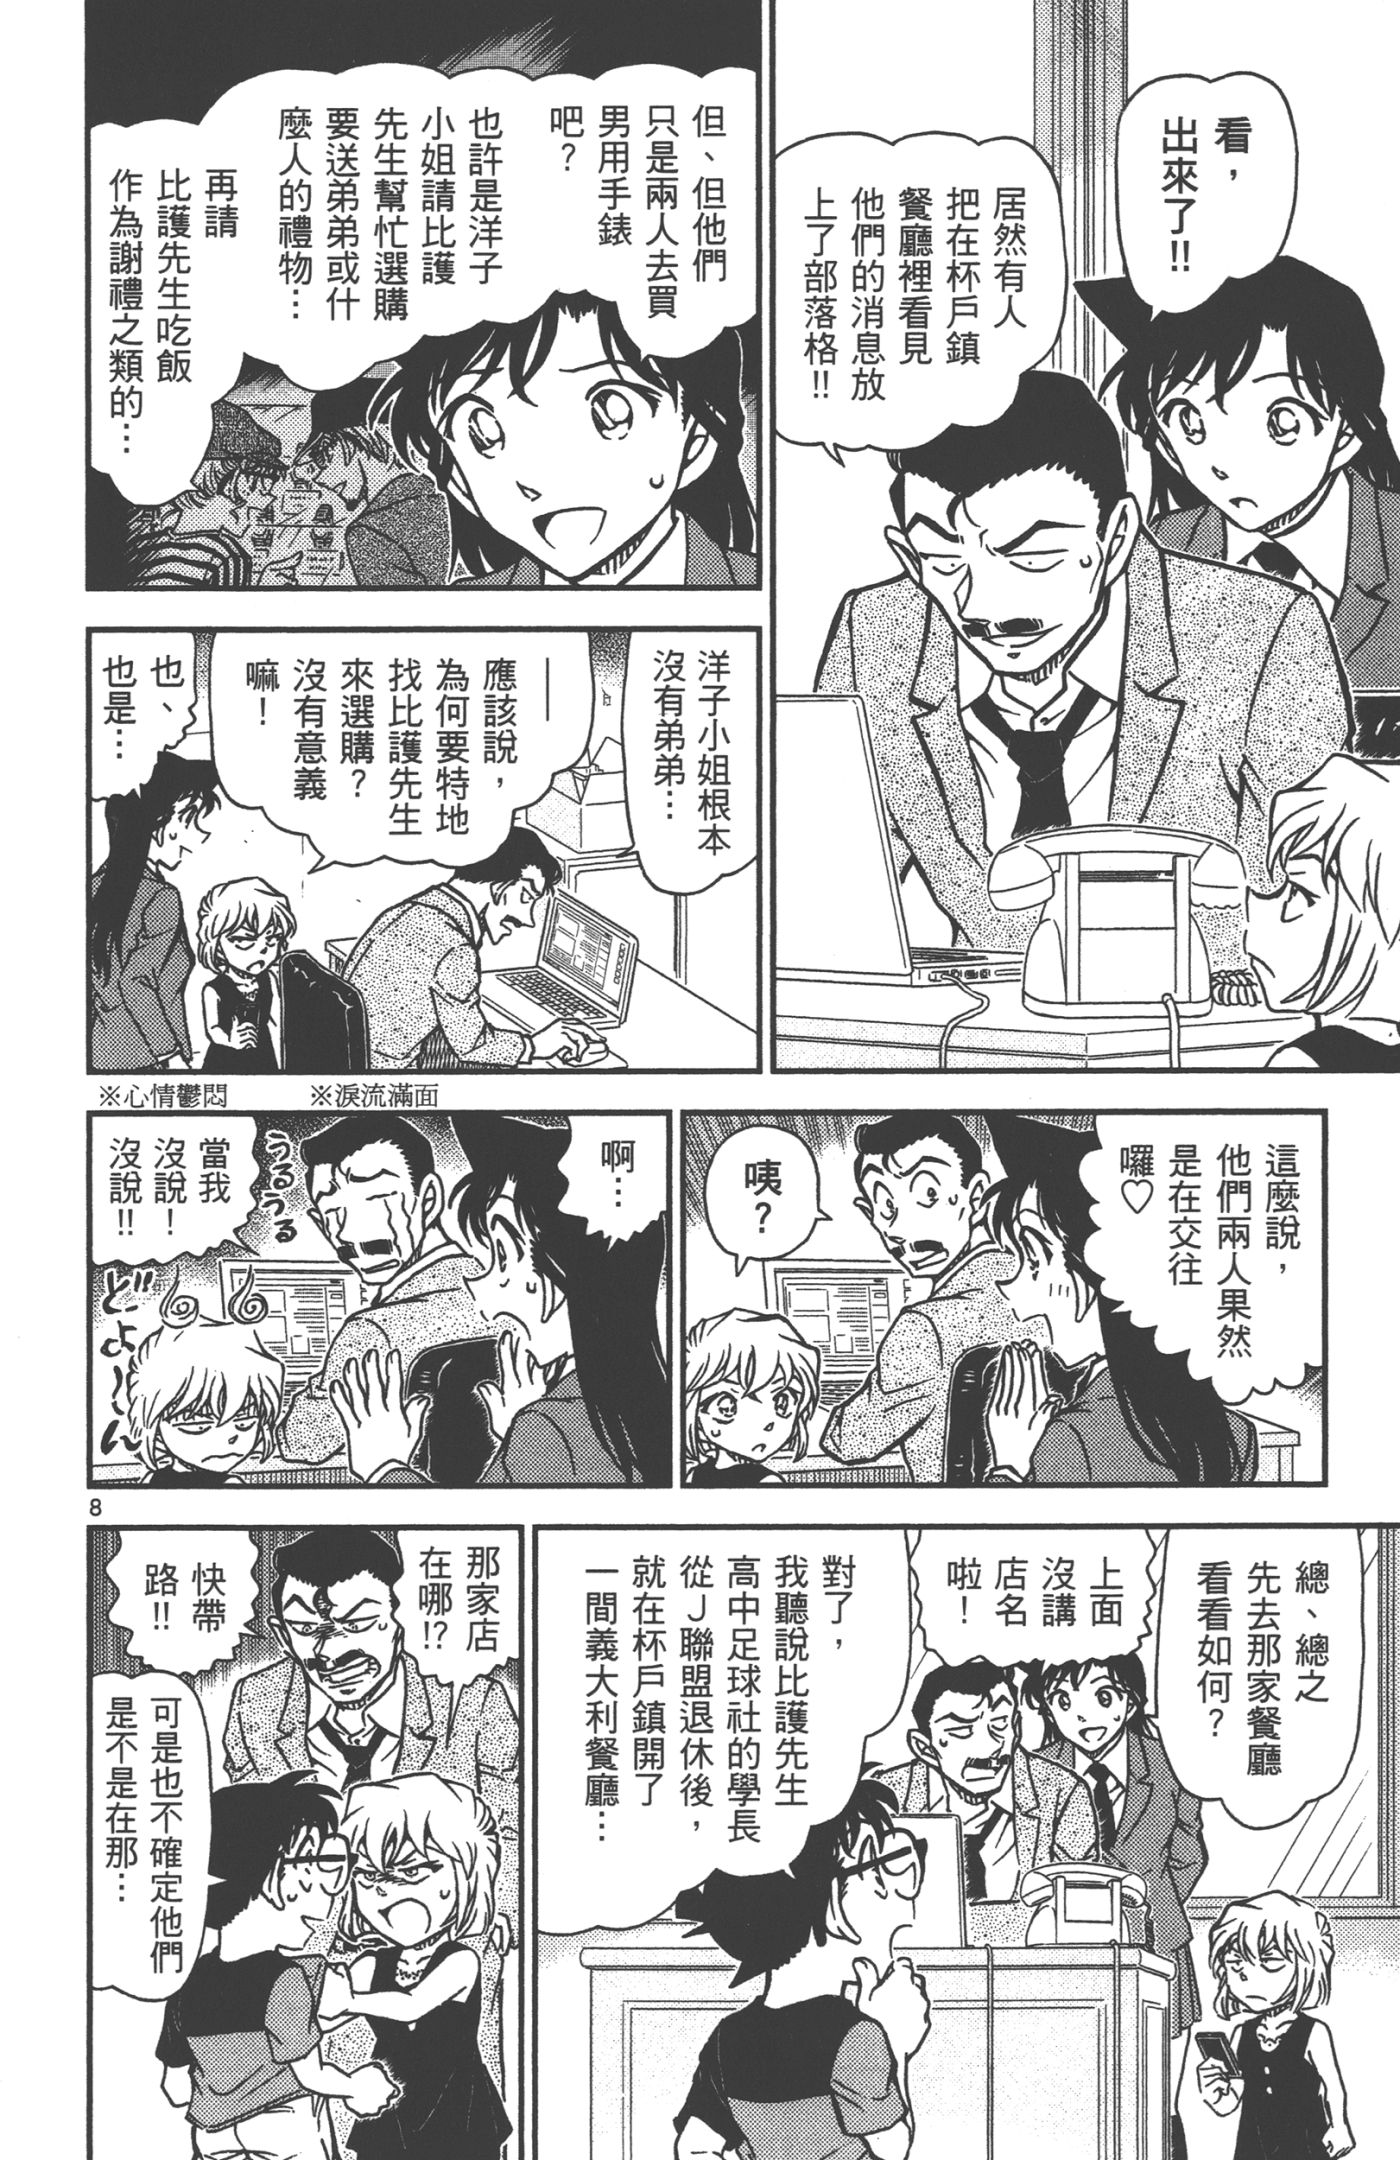 看，
出來了!!
居然有人
把在杯戶鎮
餐廳裡看見
他們的消息放
上了部落格!!
但、但他們
只是兩人去買
男用手錶
吧？
也許是洋子
小姐請比護
先生幫忙選購
要送弟弟或什
麼人的禮物…
再請
比護先生吃飯
作為謝禮之類的…
洋子小姐根本
沒有弟弟…
——
應該說，
為何要特地
找比護先生
來選購？
沒有意義
嘛！
也、
也是…
這麼說，
他們兩人果然
是在交往
囉♡
咦？
啊…
※淚流滿面
うるうる
當我
沒說！
沒說!!
※心情鬱悶
ど よ～ん
8
總、總之
先去那家餐廳
看看如何？
上面
沒講
店名
啦！
對了，
我聽說比護先生
高中足球社的學長
從J聯盟退休後，
就在杯戶鎮開了
一間義大利餐廳…
那家店
在哪!?
快帶
路!!
可是也不確定他們
是不是在那…